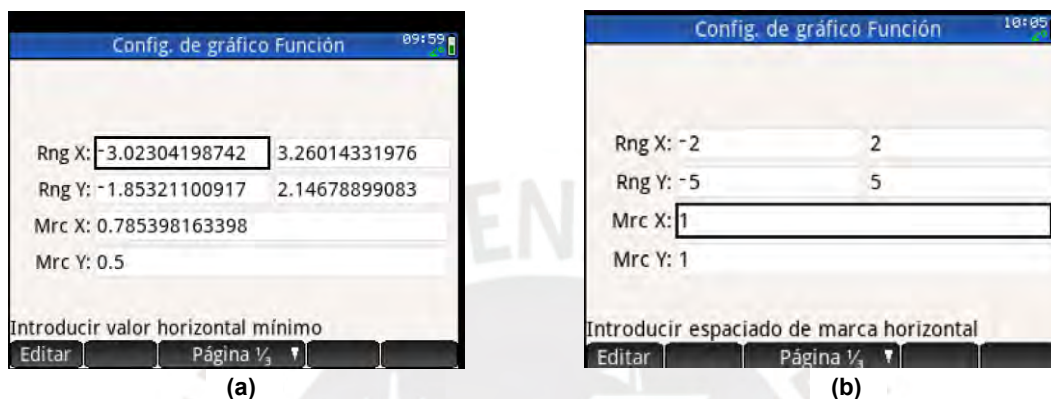 Config. de gráfico Función 09:59
Rng X: -3.02304198742 3.26014331976
Rng Y: -1.85321100917 2.14678899083
Mrc X: 0.785398163398
Mrc Y: 0.5
Introducir valor horizontal mínimo
Editar Página 1/3
(a)
Config. de gráfico Función 10:05
Rng X: -2 2
Rng Y: -5 5
Mrc X: 1
Mrc Y: 1
Introducir espaciado de marca horizontal
Editar Página 1/3
(b)
EN